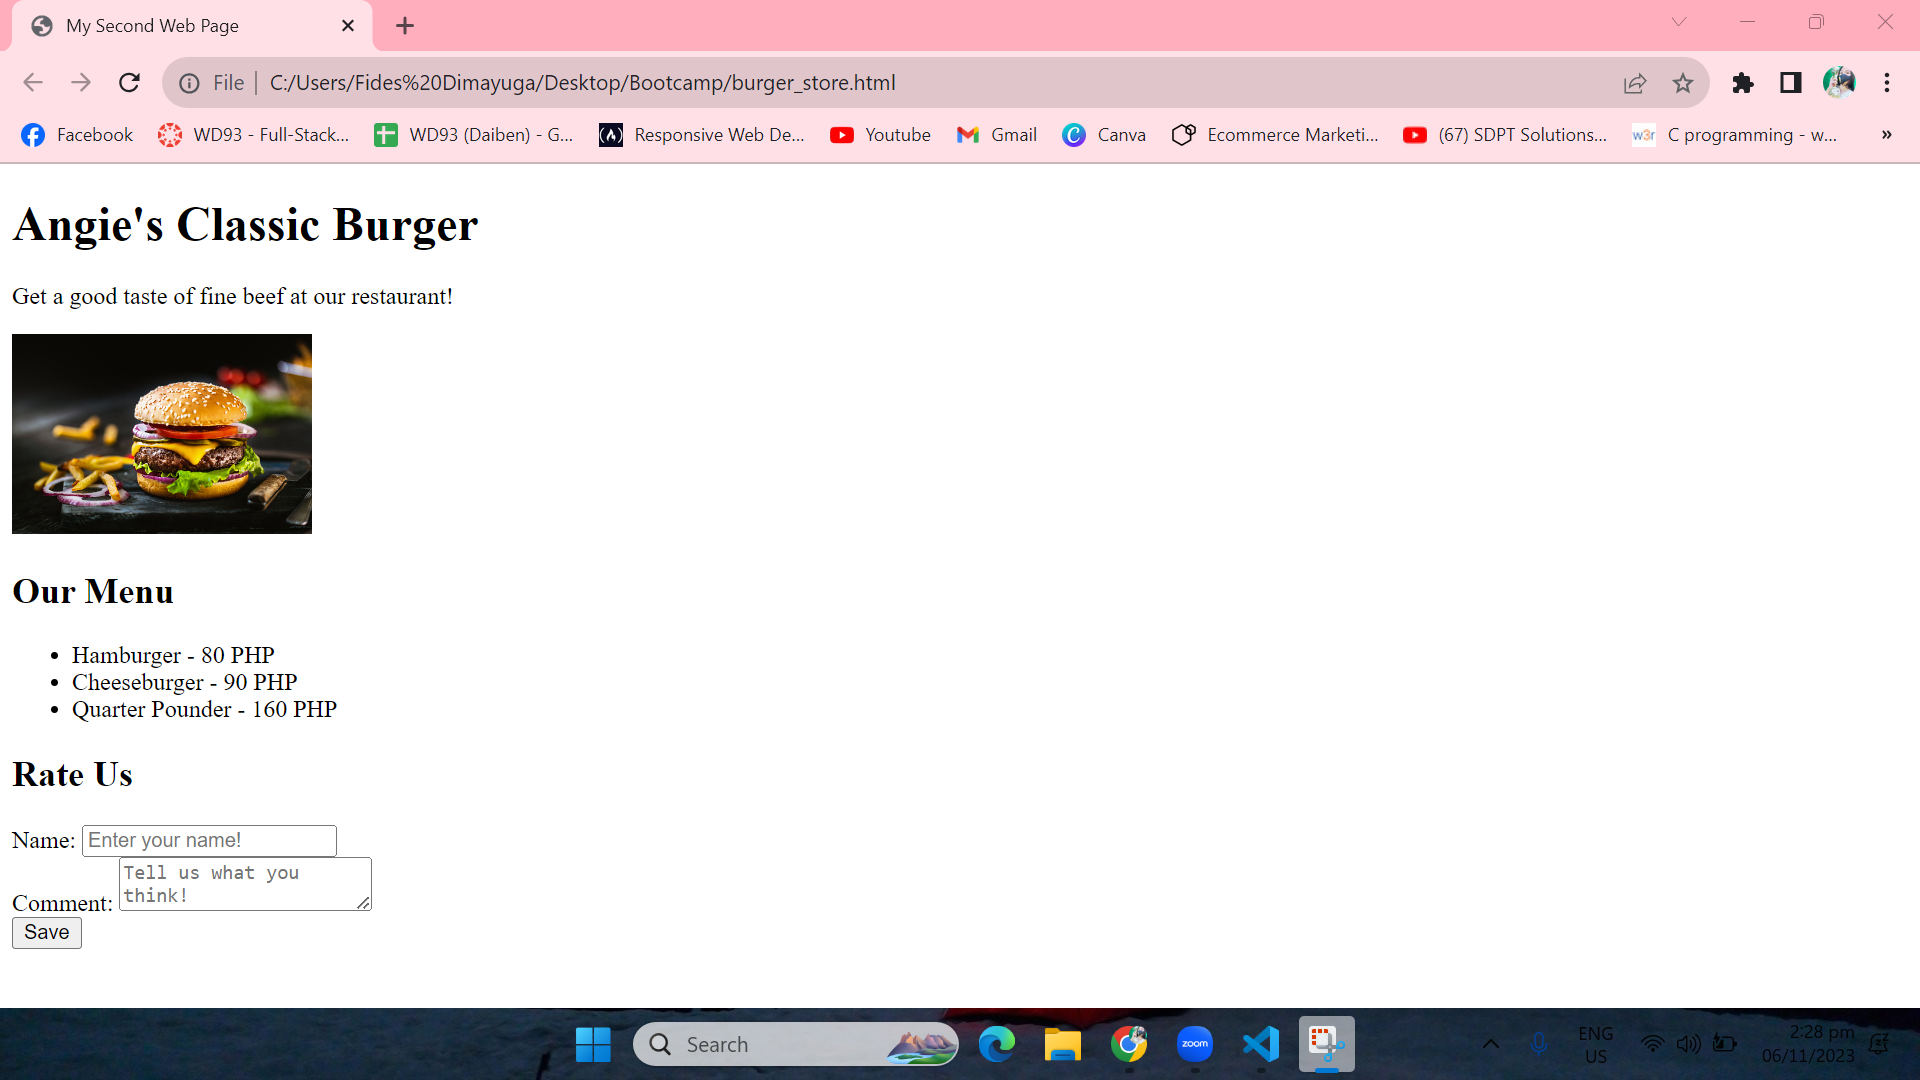 My Second Web Page
File
C:/Users/Fides%20Dimayuga/Desktop/Bootcamp/burger_store.html
Facebook
WD93 - Full-Stack...
WD93 (Daiben) - G...
Responsive Web De...
Youtube
Gmail
Canva
Ecommerce Marketi...
(67) SDPT Solutions...
w3r
C programming - w...
»
Angie's Classic Burger
Get a good taste of fine beef at our restaurant!
Our Menu
• Hamburger - 80 PHP
• Cheeseburger - 90 PHP
• Quarter Pounder - 160 PHP
Rate Us
Name: Enter your name!
Tell us what you
think!
Comment:
Save
Search
zoom
ENG
US
2:28 pm
06/11/2023